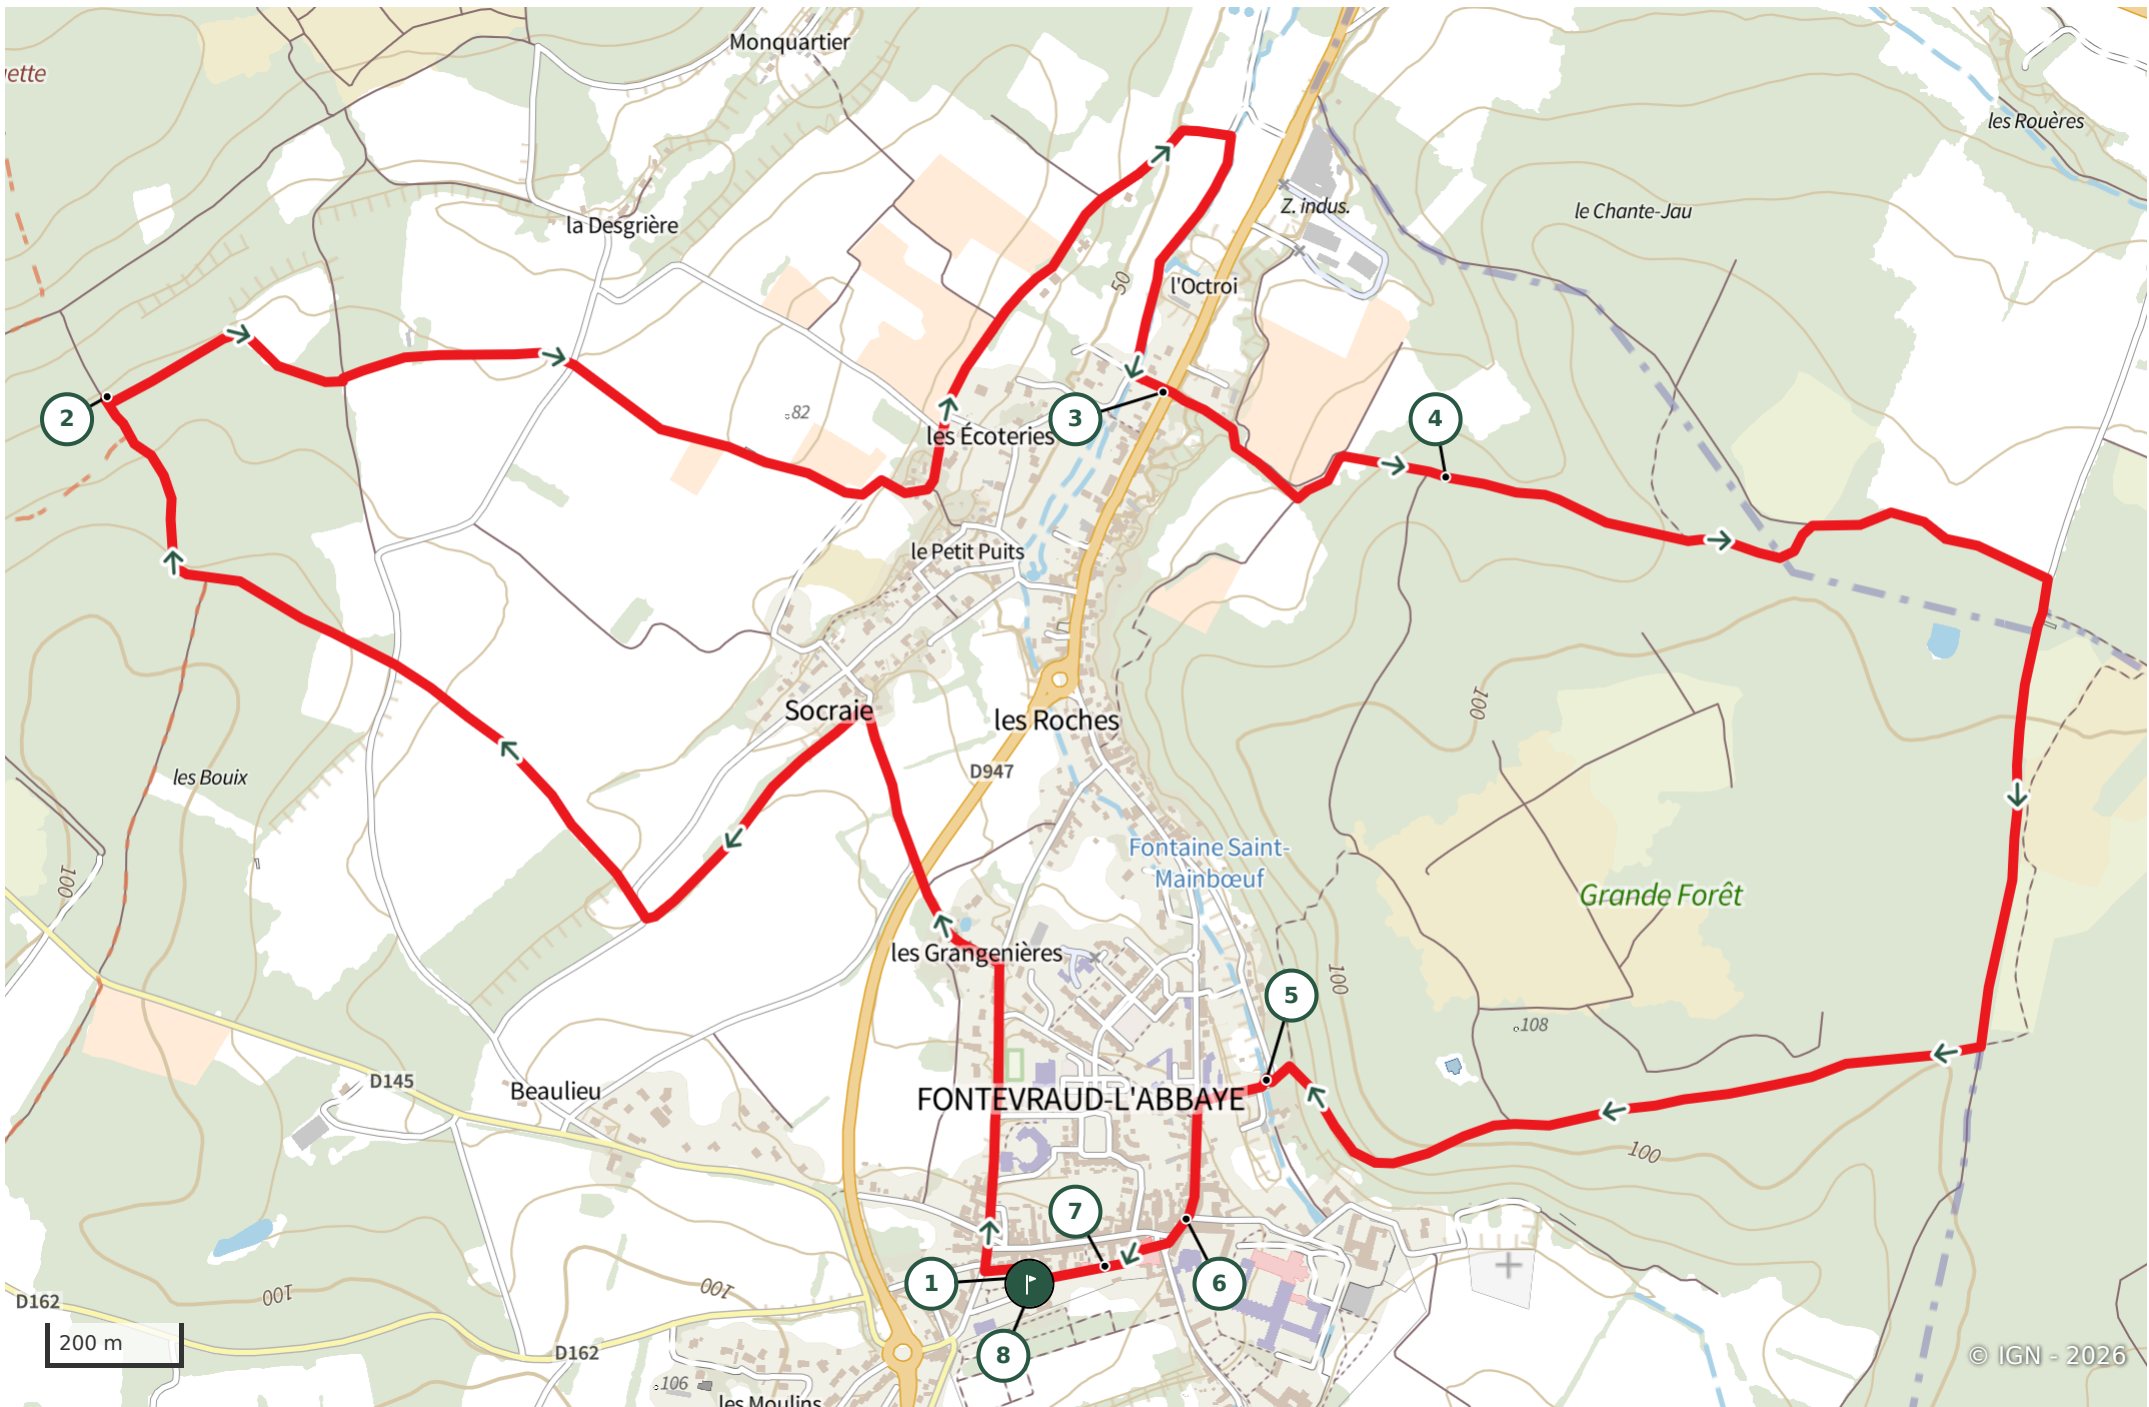 Monquartier
ette
les Rouères
la Desgrière
Z. indus.
le Chante-Jau
50
l'Octroi
2
82
3
4
les Écoteries
le Petit Puits
Socraie
les Roches
100
D947
les Bouix
100
Fontaine Saint-
Mainbœuf
Grande Forêt
les Grangenières
100
5
108
D145
Beaulieu
FONTEVRAUD-L'ABBAYE
100
7
1
6
100
100
D162
200 m
D162
8
106
les Moulins
© IGN - 2026